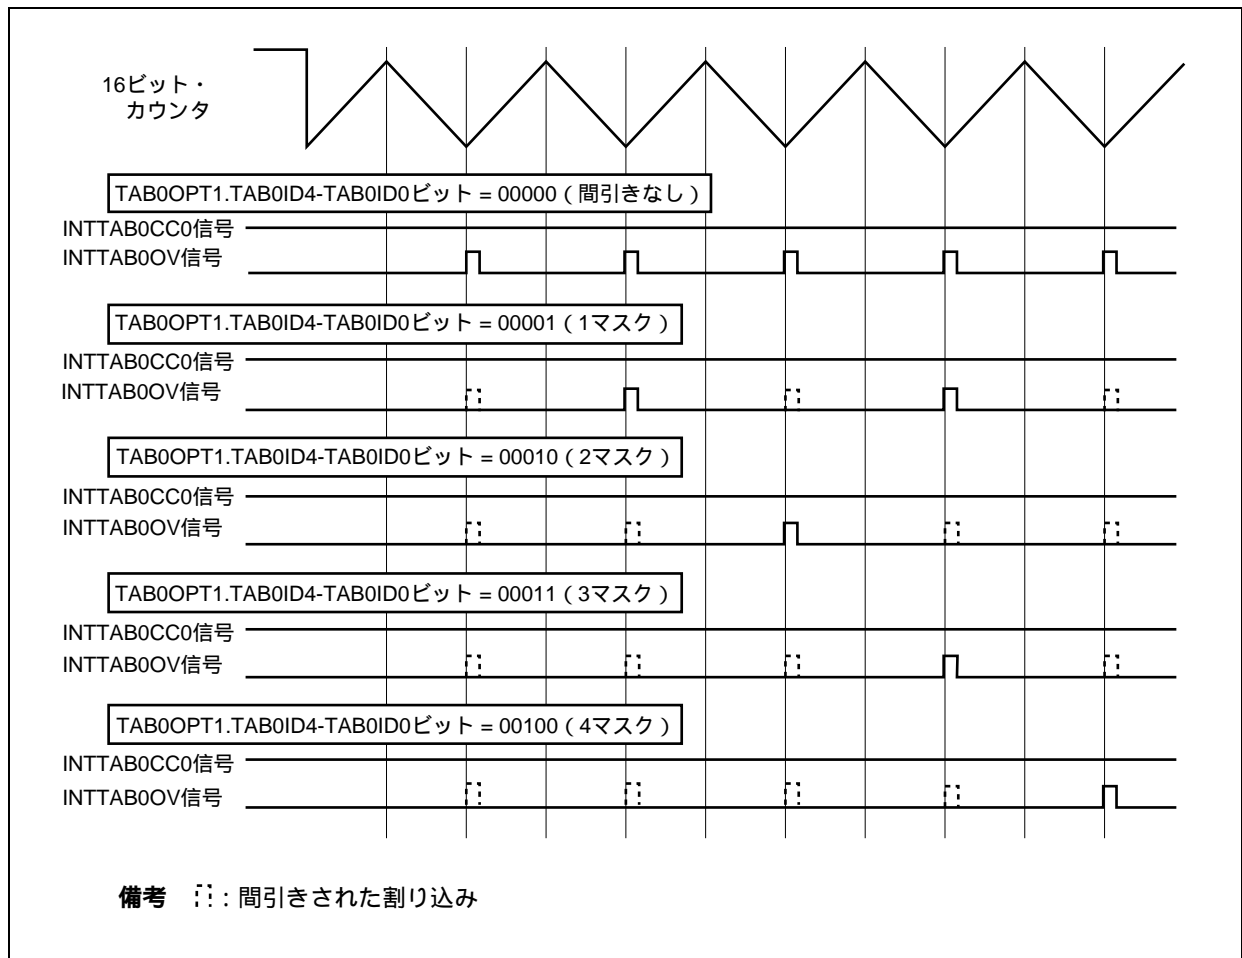 16ビット・
カウンタ
TAB0OPT1.TAB0ID4-TAB0ID0ビット = 00000（間引きなし）
INTTAB0CC0信号
INTTAB0OV信号
TAB0OPT1.TAB0ID4-TAB0ID0ビット = 00001（1マスク）
INTTAB0CC0信号
INTTAB0OV信号
TAB0OPT1.TAB0ID4-TAB0ID0ビット = 00010（2マスク）
INTTAB0CC0信号
INTTAB0OV信号
TAB0OPT1.TAB0ID4-TAB0ID0ビット = 00011（3マスク）
INTTAB0CC0信号
INTTAB0OV信号
TAB0OPT1.TAB0ID4-TAB0ID0ビット = 00100（4マスク）
INTTAB0CC0信号
INTTAB0OV信号
備考 ：間引きされた割り込み